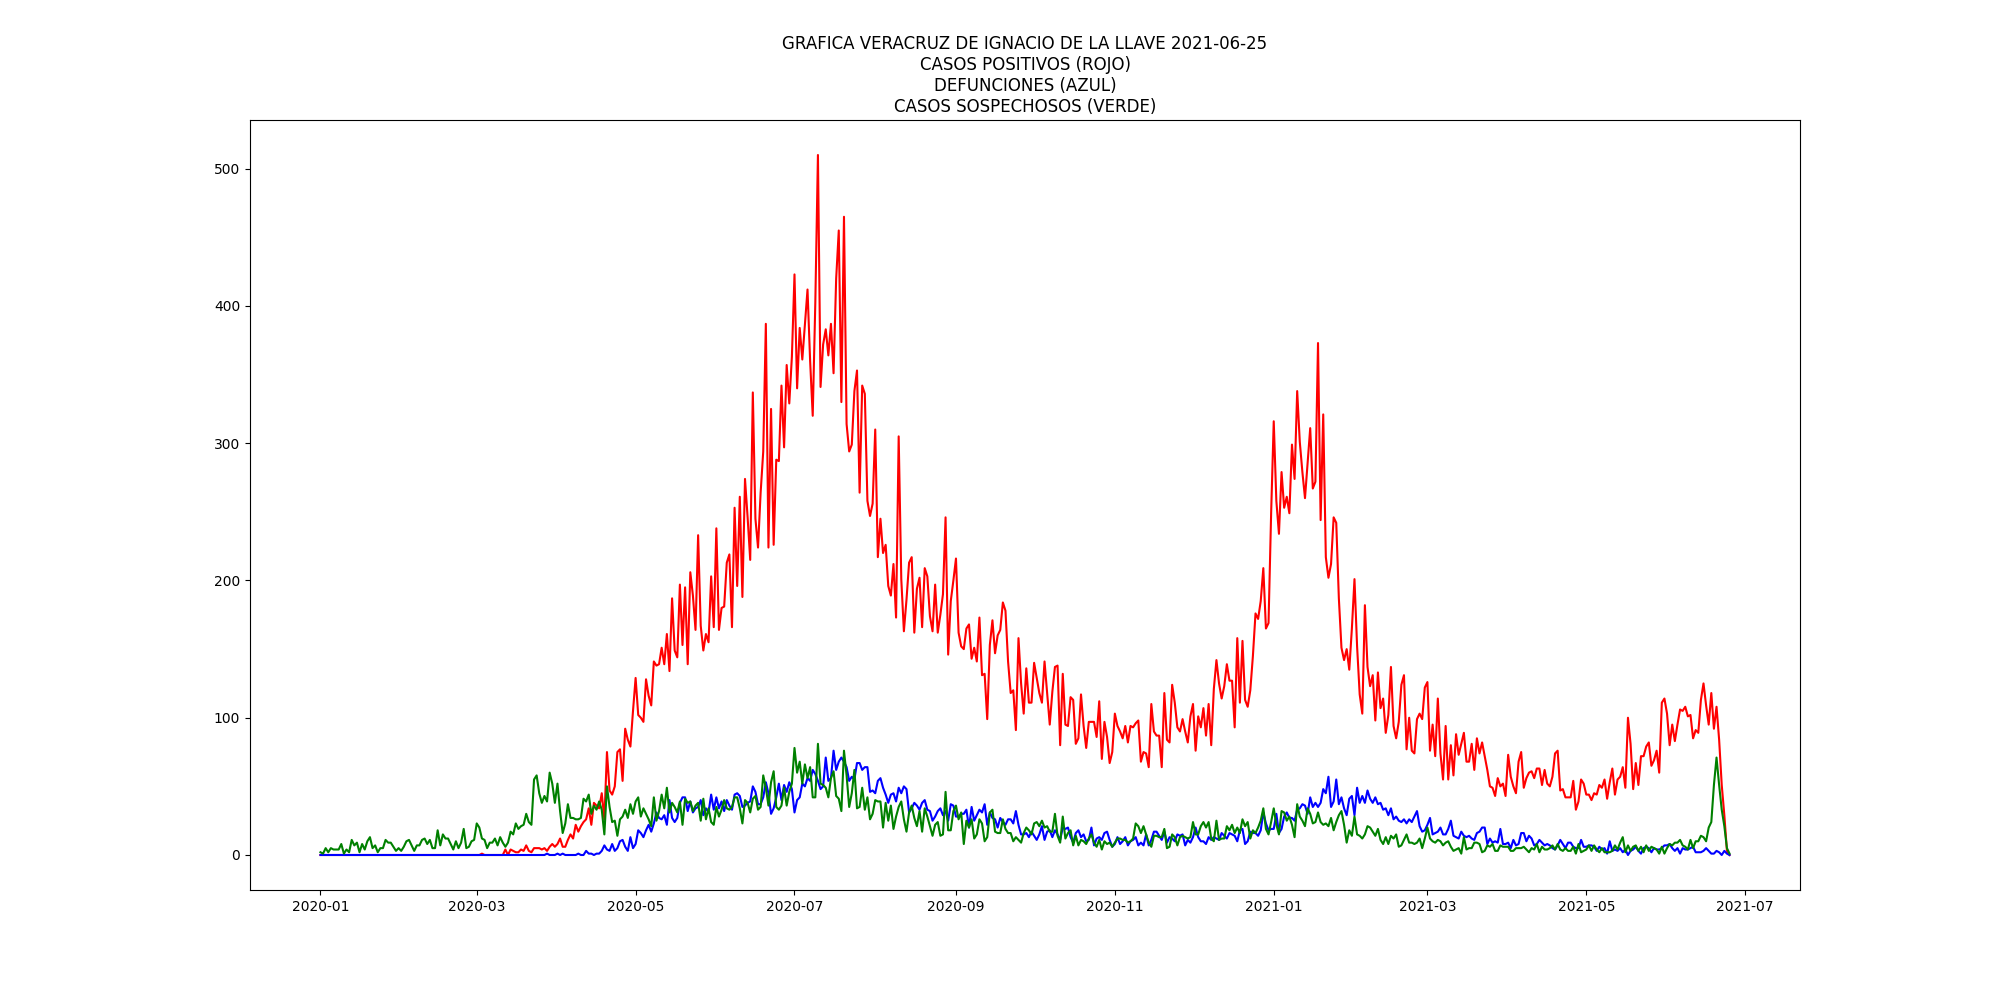 GRAFICA VERACRUZ DE IGNACIO DE LA LLAVE 2021-06-25
CASOS POSITIVOS (ROJO)
DEFUNCIONES (AZUL)
CASOS SOSPECHOSOS (VERDE)
500
400
300
200
100
0
2020-01 2020-03 2020-05 2020-07 2020-09 2020-11 2021-01 2021-03 2021-05 2021-07